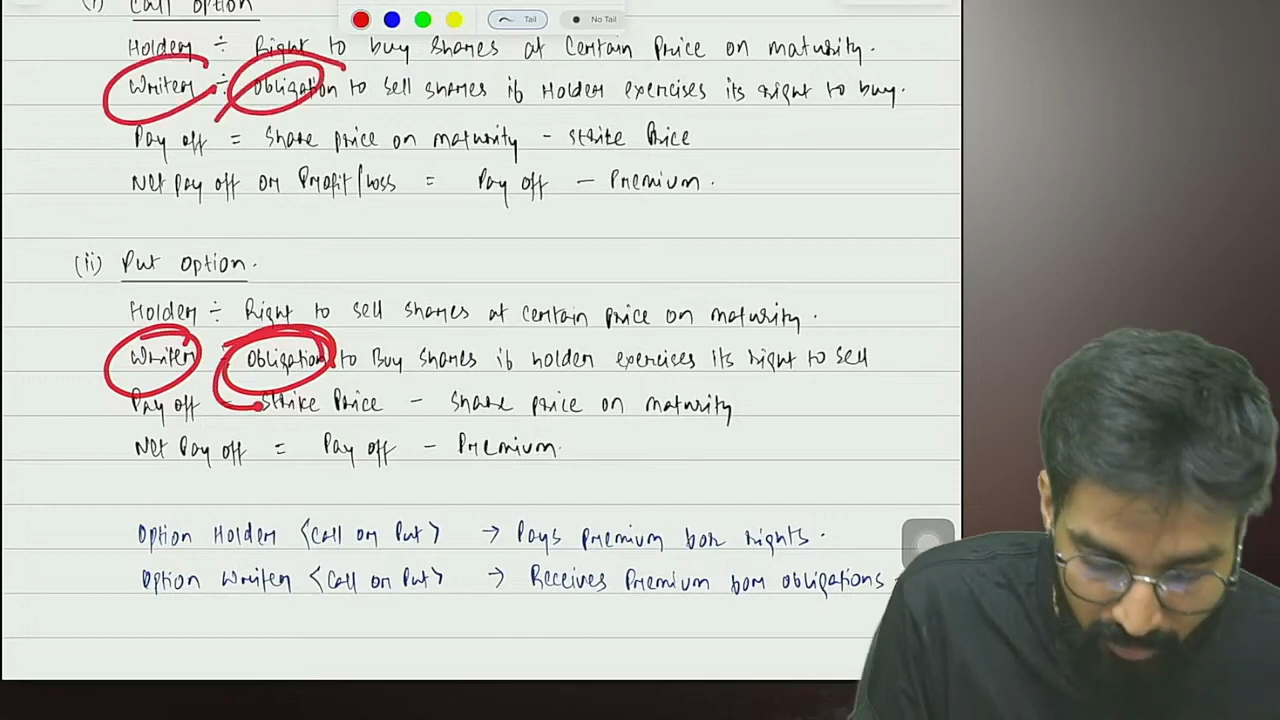 (i) Call Option
Tail
No Tail
Holder ÷ Right to buy shares at certain price on maturity.
Writer ÷ Obligation to sell shares if Holder exercises its right to buy.
Pay off = Share price on maturity - Strike Price
Net Pay off or Profit/Loss = Pay off - Premium.
(ii) Put Option.
Holder ÷ Right to sell shares at certain price on maturity.
Writer ÷ Obligation to Buy shares if holder exercises its right to sell
Pay off = Strike Price - Share price on maturity
Net Pay off = Pay off - Premium.
Option Holder <Call or Put> → Pays Premium for rights.
Option Writer <Call or Put> → Receives Premium for obligations